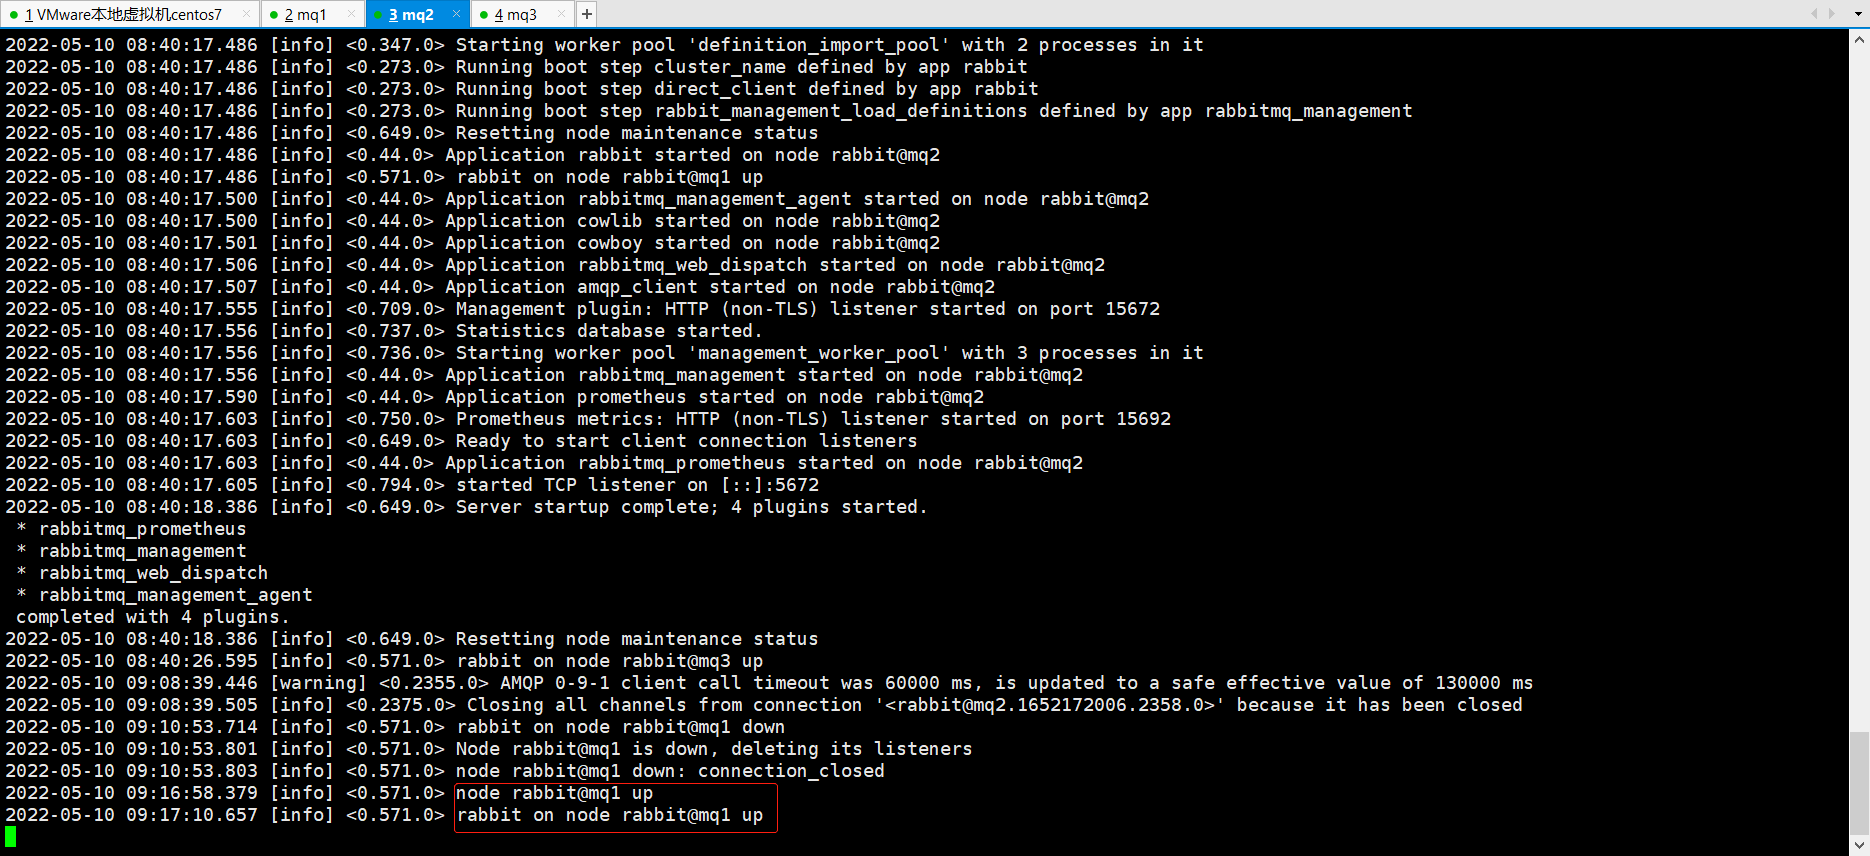 1 VMware本地虚拟机centos7 × 2 mq1 × 3 mq2 × 4 mq3 × +
2022-05-10 08:40:17.486 [info] <0.347.0> Starting worker pool 'definition_import_pool' with 2 processes in it
2022-05-10 08:40:17.486 [info] <0.273.0> Running boot step cluster_name defined by app rabbit
2022-05-10 08:40:17.486 [info] <0.273.0> Running boot step direct_client defined by app rabbit
2022-05-10 08:40:17.486 [info] <0.273.0> Running boot step rabbit_management_load_definitions defined by app rabbitmq_management
2022-05-10 08:40:17.486 [info] <0.649.0> Resetting node maintenance status
2022-05-10 08:40:17.486 [info] <0.44.0> Application rabbit started on node rabbit@mq2
2022-05-10 08:40:17.486 [info] <0.571.0> rabbit on node rabbit@mq1 up
2022-05-10 08:40:17.500 [info] <0.44.0> Application rabbitmq_management_agent started on node rabbit@mq2
2022-05-10 08:40:17.500 [info] <0.44.0> Application cowlib started on node rabbit@mq2
2022-05-10 08:40:17.501 [info] <0.44.0> Application cowboy started on node rabbit@mq2
2022-05-10 08:40:17.506 [info] <0.44.0> Application rabbitmq_web_dispatch started on node rabbit@mq2
2022-05-10 08:40:17.507 [info] <0.44.0> Application amqp_client started on node rabbit@mq2
2022-05-10 08:40:17.555 [info] <0.709.0> Management plugin: HTTP (non-TLS) listener started on port 15672
2022-05-10 08:40:17.556 [info] <0.737.0> Statistics database started.
2022-05-10 08:40:17.556 [info] <0.736.0> Starting worker pool 'management_worker_pool' with 3 processes in it
2022-05-10 08:40:17.556 [info] <0.44.0> Application rabbitmq_management started on node rabbit@mq2
2022-05-10 08:40:17.590 [info] <0.44.0> Application prometheus started on node rabbit@mq2
2022-05-10 08:40:17.603 [info] <0.750.0> Prometheus metrics: HTTP (non-TLS) listener started on port 15692
2022-05-10 08:40:17.603 [info] <0.649.0> Ready to start client connection listeners
2022-05-10 08:40:17.603 [info] <0.44.0> Application rabbitmq_prometheus started on node rabbit@mq2
2022-05-10 08:40:17.605 [info] <0.794.0> started TCP listener on [::]:5672
2022-05-10 08:40:18.386 [info] <0.649.0> Server startup complete; 4 plugins started.
* rabbitmq_prometheus
* rabbitmq_management
* rabbitmq_web_dispatch
* rabbitmq_management_agent
completed with 4 plugins.
2022-05-10 08:40:18.386 [info] <0.649.0> Resetting node maintenance status
2022-05-10 08:40:26.595 [info] <0.571.0> rabbit on node rabbit@mq3 up
2022-05-10 09:08:39.446 [warning] <0.2355.0> AMQP 0-9-1 client call timeout was 60000 ms, is updated to a safe effective value of 130000 ms
2022-05-10 09:08:39.505 [info] <0.2375.0> Closing all channels from connection '<rabbit@mq2.1652172006.2358.0>' because it has been closed
2022-05-10 09:10:53.714 [info] <0.571.0> rabbit on node rabbit@mq1 down
2022-05-10 09:10:53.801 [info] <0.571.0> Node rabbit@mq1 is down, deleting its listeners
2022-05-10 09:10:53.803 [info] <0.571.0> node rabbit@mq1 down: connection_closed
2022-05-10 09:16:58.379 [info] <0.571.0> node rabbit@mq1 up
2022-05-10 09:17:10.657 [info] <0.571.0> rabbit on node rabbit@mq1 up